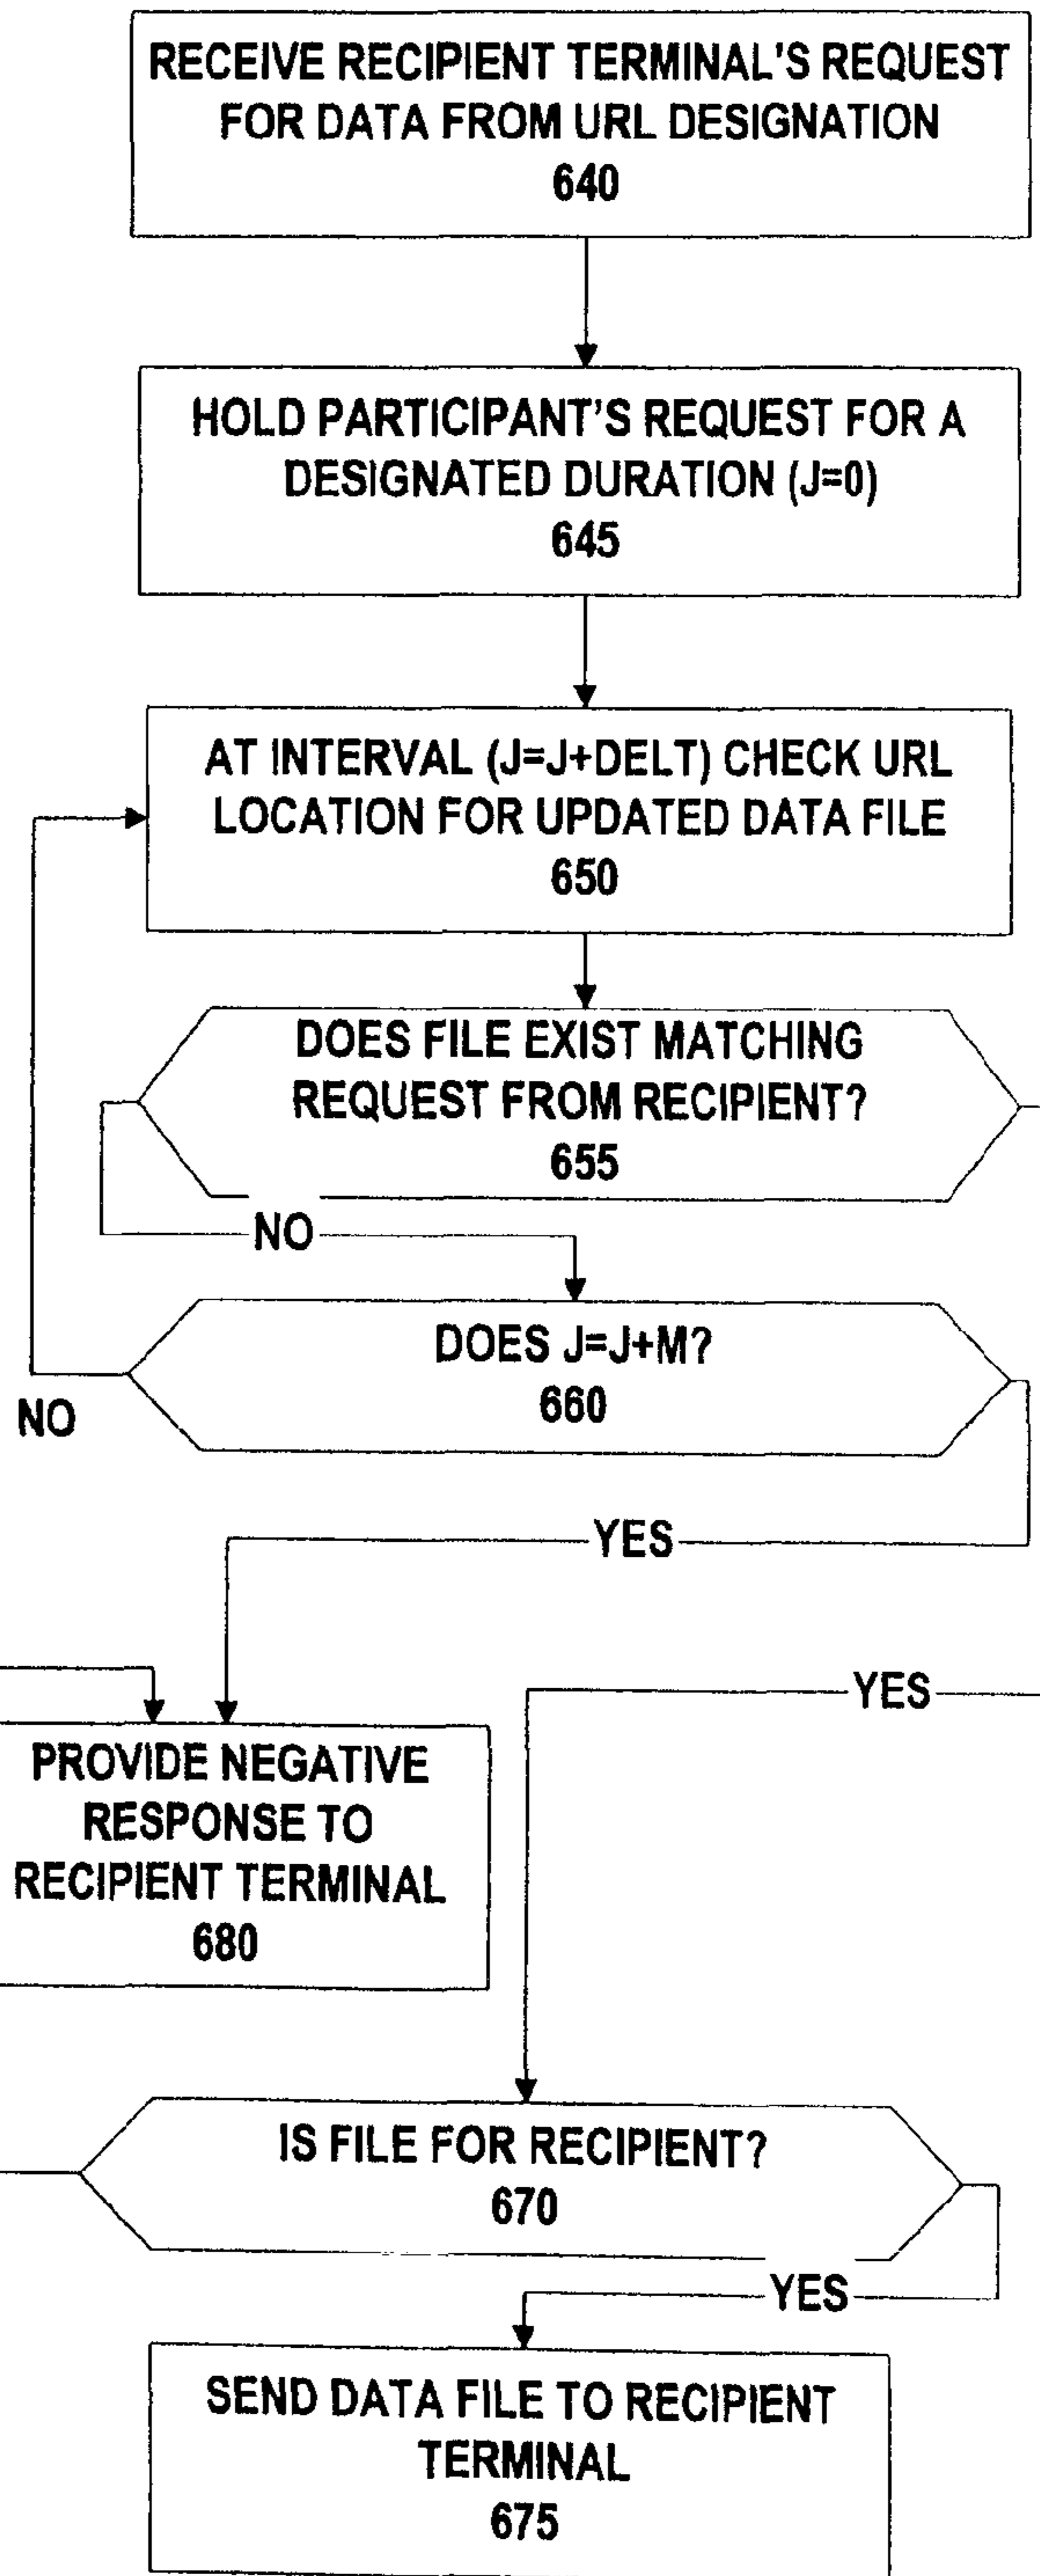 RECEIVE RECIPIENT TERMINAL'S REQUEST
FOR DATA FROM URL DESIGNATION
640
HOLD PARTICIPANT'S REQUEST FOR A
DESIGNATED DURATION (J=0)
645
AT INTERVAL (J=J+DELT) CHECK URL
LOCATION FOR UPDATED DATA FILE
650
DOES FILE EXIST MATCHING
REQUEST FROM RECIPIENT?
655
NO
DOES J=J+M?
660
NO
YES
YES
PROVIDE NEGATIVE
RESPONSE TO
RECIPIENT TERMINAL
680
IS FILE FOR RECIPIENT?
670
YES
SEND DATA FILE TO RECIPIENT
TERMINAL
675